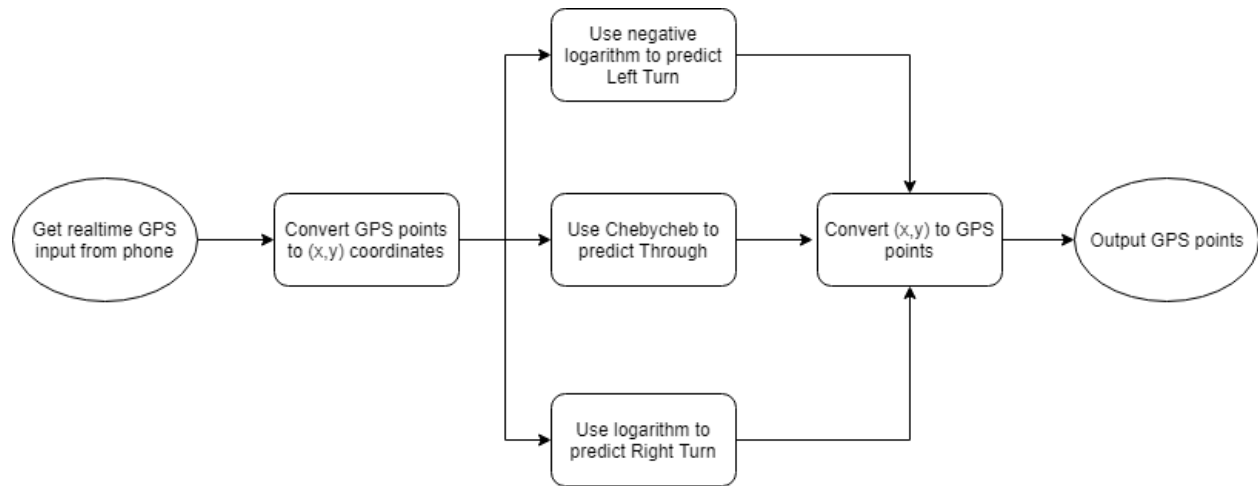 Get realtime GPS
input from phone
Convert GPS points
to (x,y) coordinates
Use negative
logarithm to predict
Left Turn
Use Chebycheb to
predict Through
Use logarithm to
predict Right Turn
Convert (x,y) to GPS
points
Output GPS points